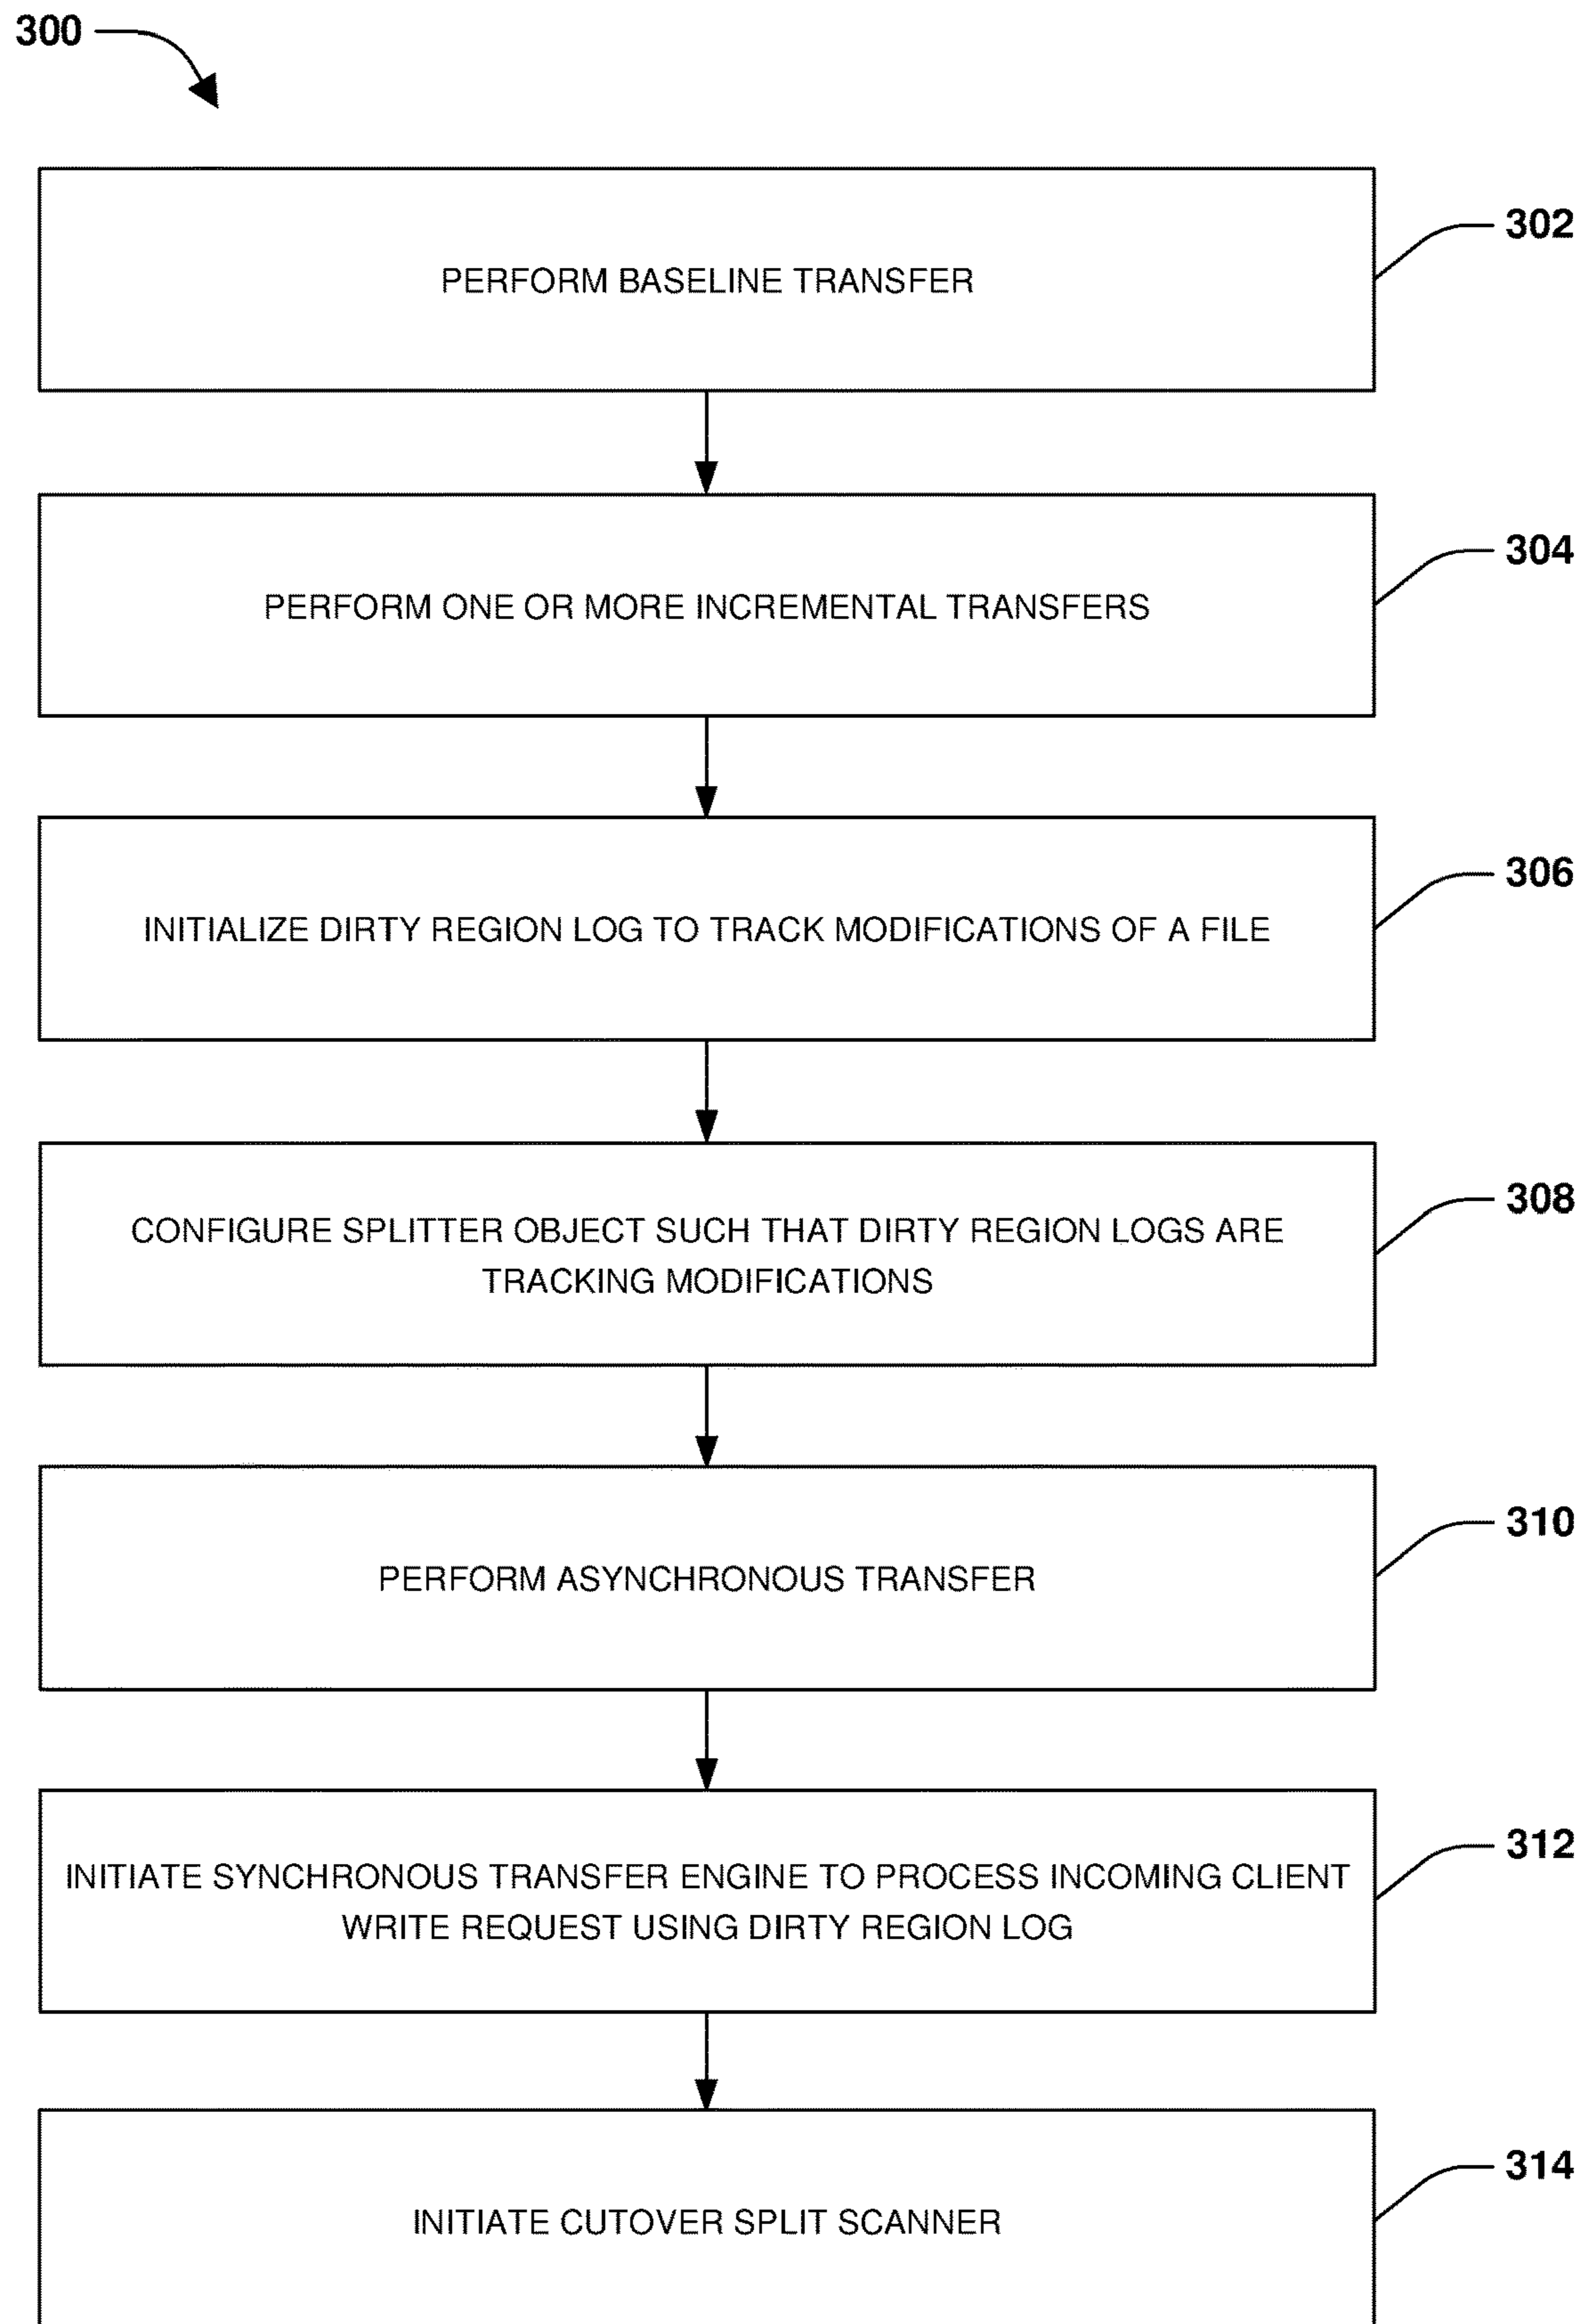 300
PERFORM BASELINE TRANSFER
302
PERFORM ONE OR MORE INCREMENTAL TRANSFERS
304
INITIALIZE DIRTY REGION LOG TO TRACK MODIFICATIONS OF A FILE
306
CONFIGURE SPLITTER OBJECT SUCH THAT DIRTY REGION LOGS ARE
TRACKING MODIFICATIONS
308
PERFORM ASYNCHRONOUS TRANSFER
310
INITIATE SYNCHRONOUS TRANSFER ENGINE TO PROCESS INCOMING CLIENT
WRITE REQUEST USING DIRTY REGION LOG
312
INITIATE CUTOVER SPLIT SCANNER
314